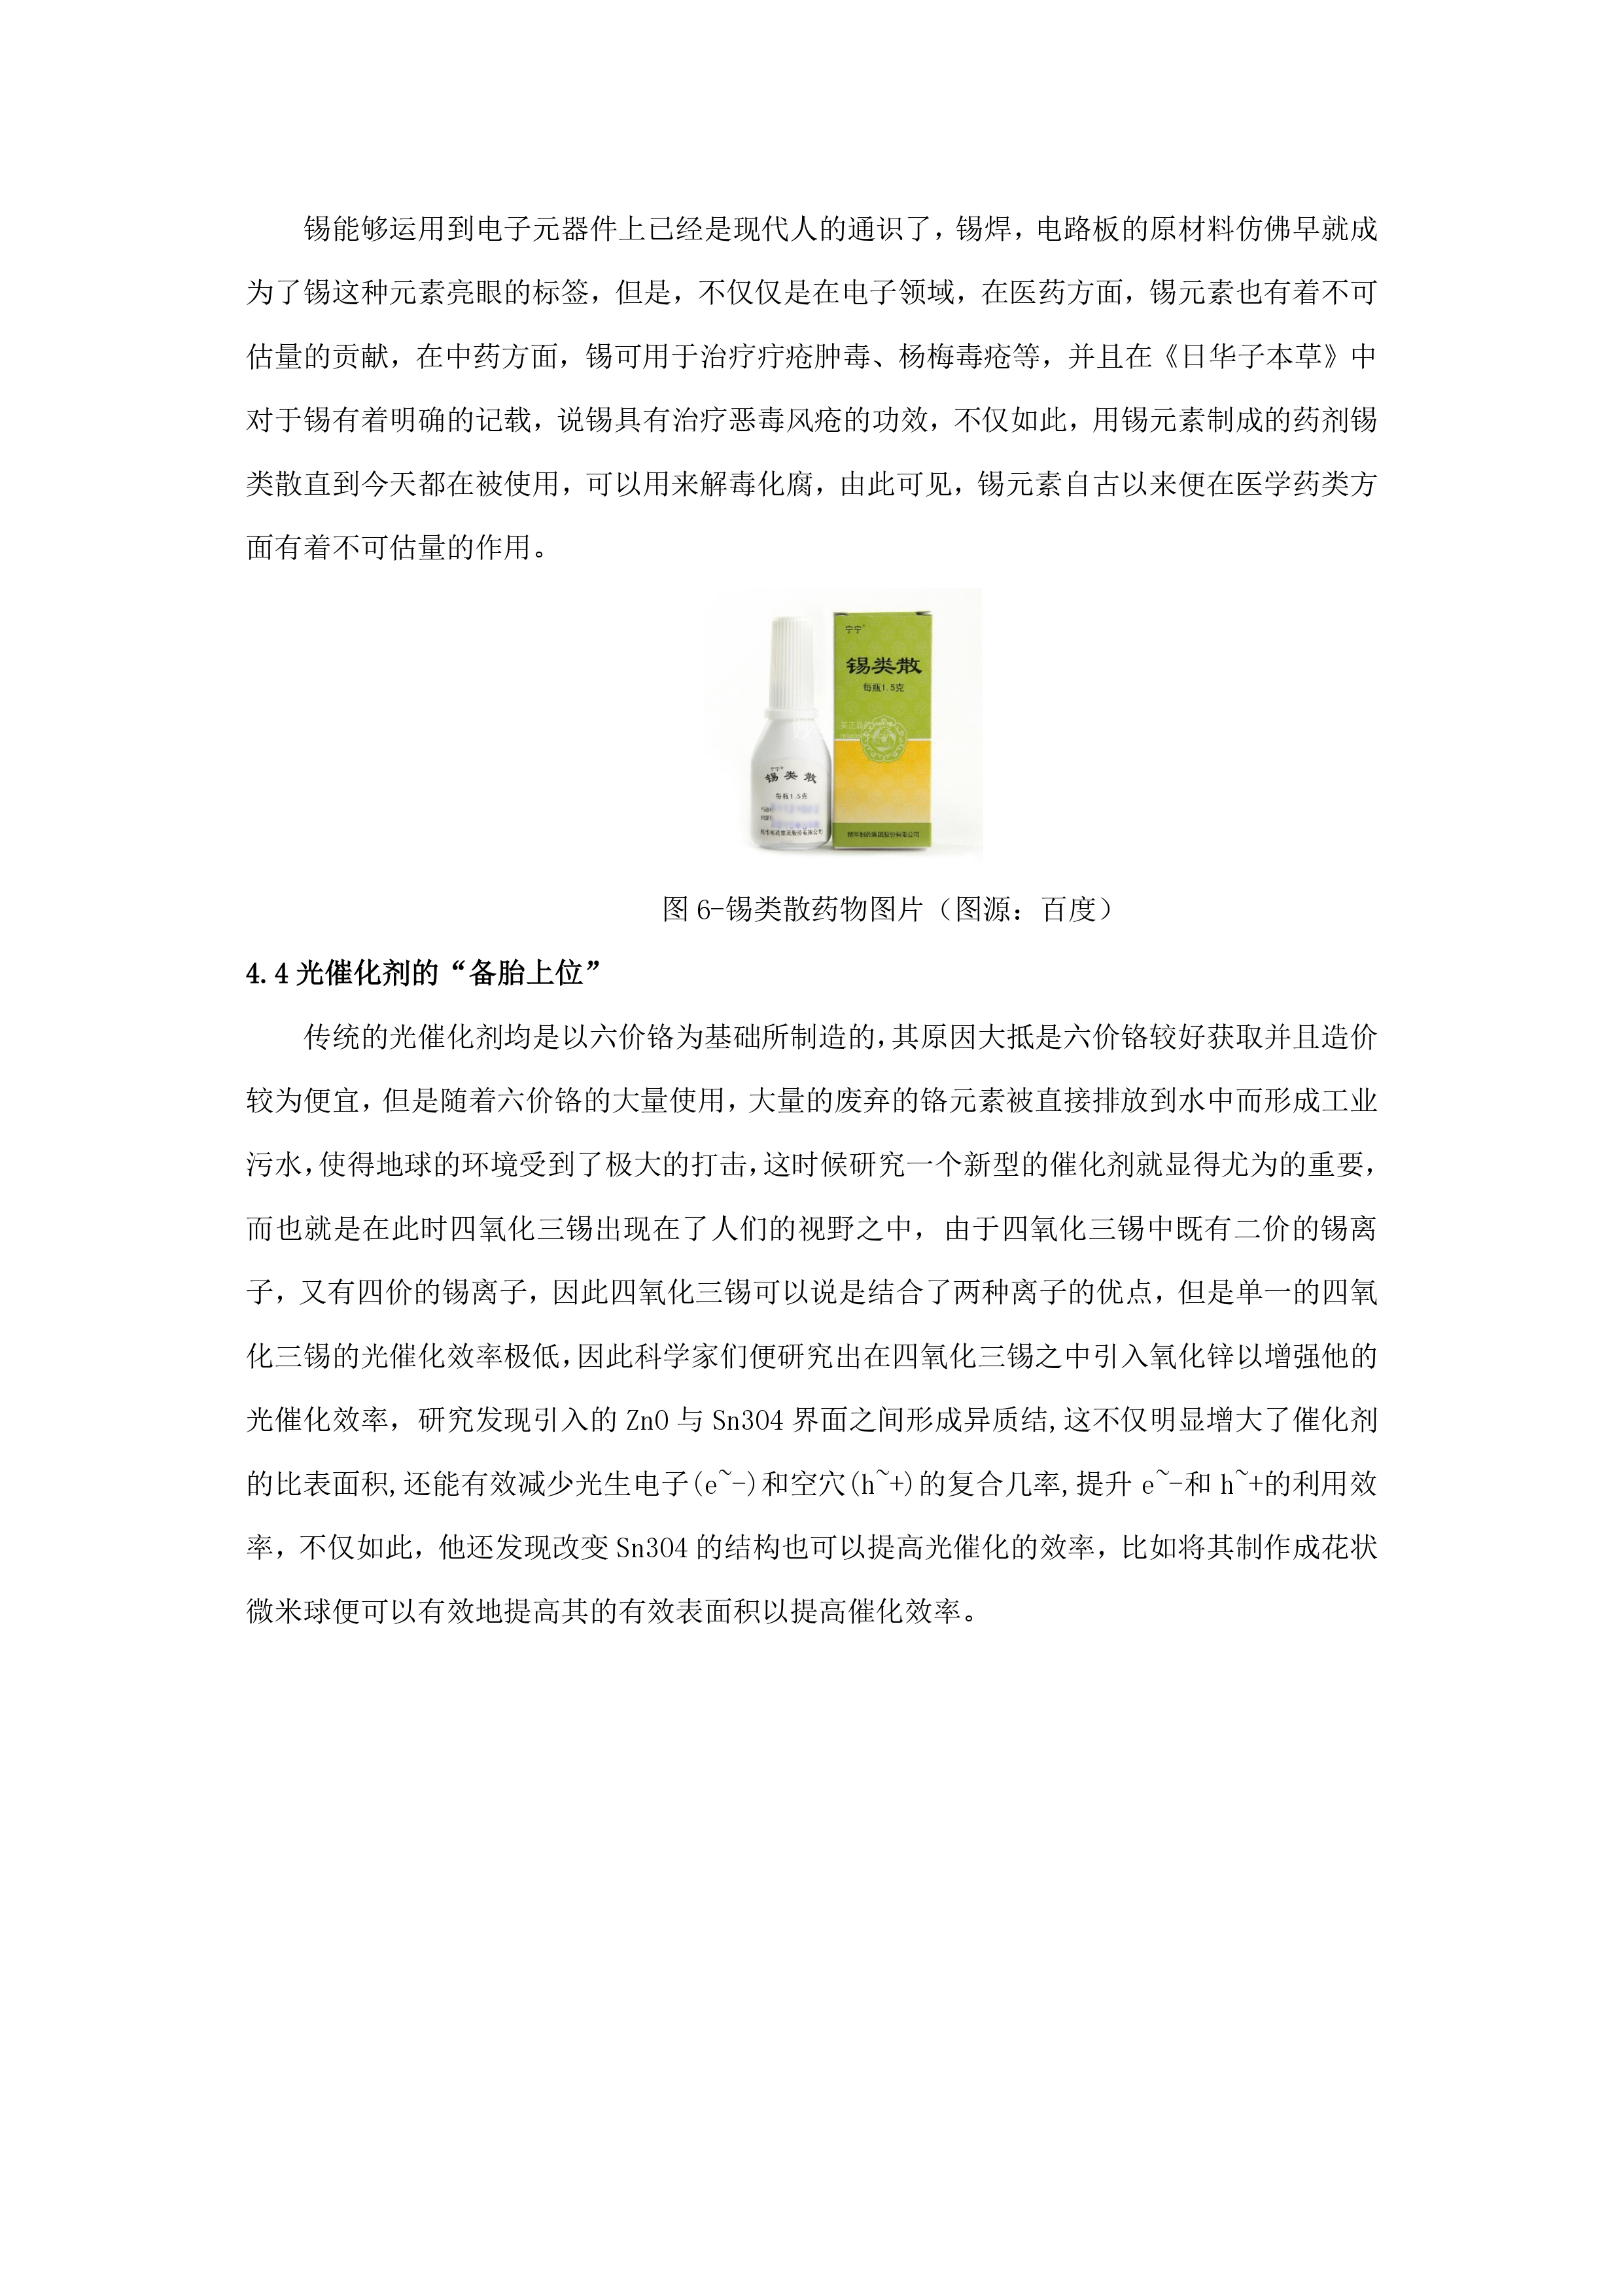 锡能够运用到电子元器件上已经是现代人的通识了，锡焊，电路板的原材料仿佛早就成
为了锡这种元素亮眼的标签，但是，不仅仅是在电子领域，在医药方面，锡元素也有着不可
估量的贡献，在中药方面，锡可用于治疗疔疮肿毒、杨梅毒疮等，并且在《日华子本草》中
对于锡有着明确的记载，说锡具有治疗恶毒风疮的功效，不仅如此，用锡元素制成的药剂锡
类散直到今天都在被使用，可以用来解毒化腐，由此可见，锡元素自古以来便在医学药类方
面有着不可估量的作用。
宁宁
锡类散
每瓶1.5克
锡类散
每瓶1.5克
图 6-锡类散药物图片（图源：百度）
4.4 光催化剂的“备胎上位”
传统的光催化剂均是以六价铬为基础所制造的,其原因大抵是六价铬较好获取并且造价
较为便宜，但是随着六价铬的大量使用，大量的废弃的铬元素被直接排放到水中而形成工业
污水,使得地球的环境受到了极大的打击,这时候研究一个新型的催化剂就显得尤为的重要，
而也就是在此时四氧化三锡出现在了人们的视野之中，由于四氧化三锡中既有二价的锡离
子，又有四价的锡离子，因此四氧化三锡可以说是结合了两种离子的优点，但是单一的四氧
化三锡的光催化效率极低,因此科学家们便研究出在四氧化三锡之中引入氧化锌以增强他的
光催化效率，研究发现引入的 ZnO 与 Sn3O4 界面之间形成异质结,这不仅明显增大了催化剂
的比表面积,还能有效减少光生电子(e~-)和空穴(h~+)的复合几率,提升 e~-和 h~+的利用效
率，不仅如此，他还发现改变 Sn3O4 的结构也可以提高光催化的效率，比如将其制作成花状
微米球便可以有效地提高其的有效表面积以提高催化效率。